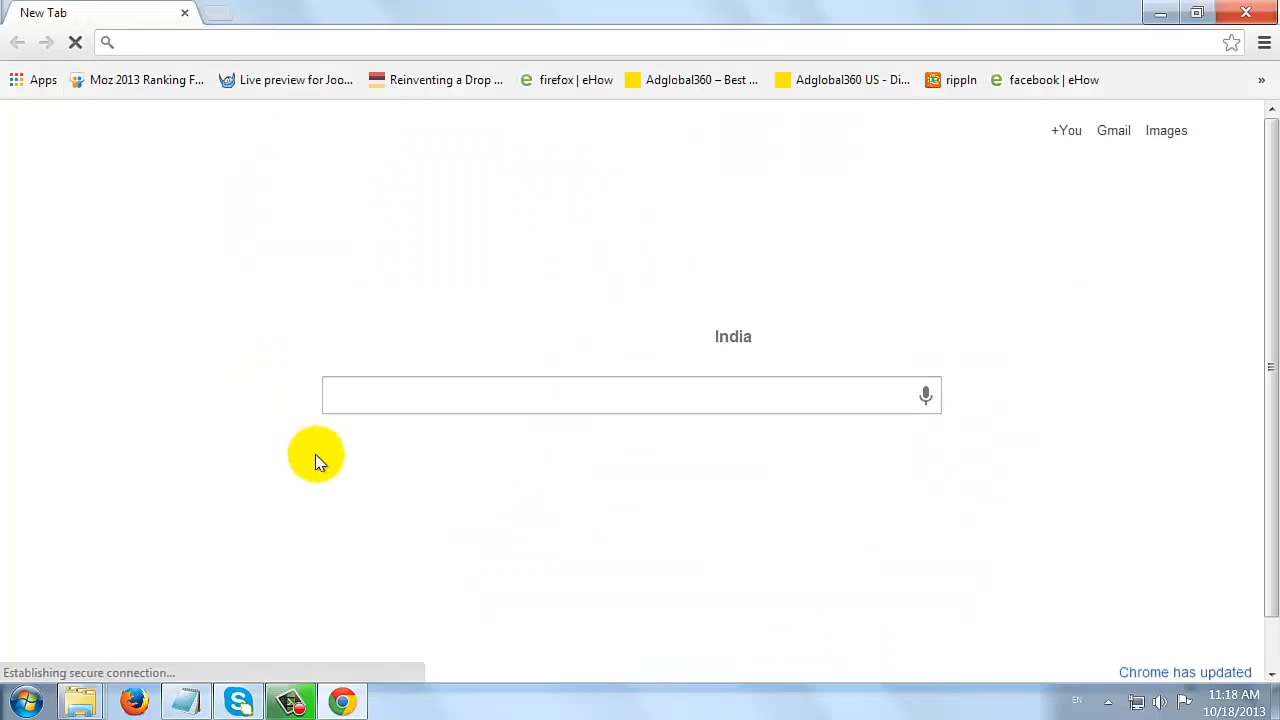 New Tab
Apps Moz 2013 Ranking F... Live preview for Joo... Reinventing a Drop ... firefox | eHow Adglobal360 – Best ... Adglobal360 US - Di... rippln facebook | eHow »
+You Gmail Images
India
Establishing secure connection...
Chrome has updated
EN
11:18 AM
10/18/2013